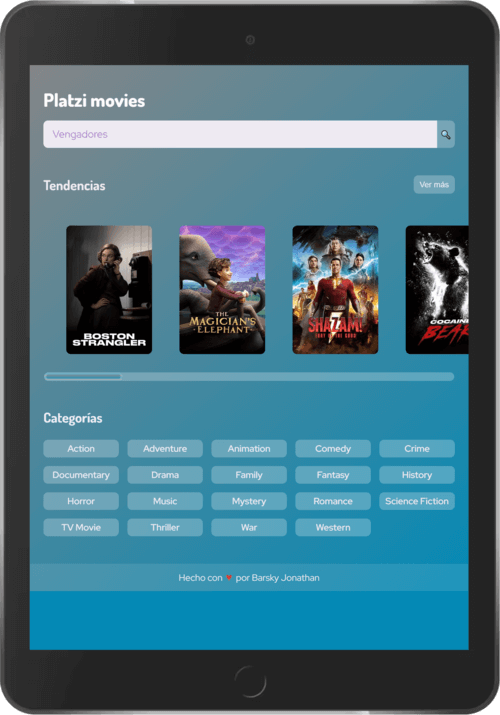 Platzi movies
Vengadores
Tendencias
Ver más
BOSTON
STRANGLER
THE
MAGICIAN'S
ELEPHANT
SHAZAM!
FURY OF THE GODS
COCAINE
BEAR
Categorías
Action
Adventure
Animation
Comedy
Crime
Documentary
Drama
Family
Fantasy
History
Horror
Music
Mystery
Romance
Science Fiction
TV Movie
Thriller
War
Western
Hecho con ♥ por Barsky Jonathan